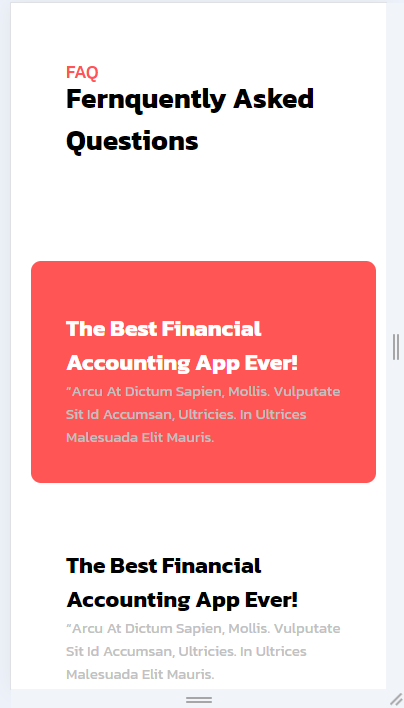 FAQ
Fernquently Asked
Questions
The Best Financial
Accounting App Ever!
“Arcu At Dictum Sapien, Mollis. Vulputate
Sit Id Accumsan, Ultricies. In Ultrices
Malesuada Elit Mauris.
The Best Financial
Accounting App Ever!
“Arcu At Dictum Sapien, Mollis. Vulputate
Sit Id Accumsan, Ultricies. In Ultrices
Malesuada Elit Mauris.